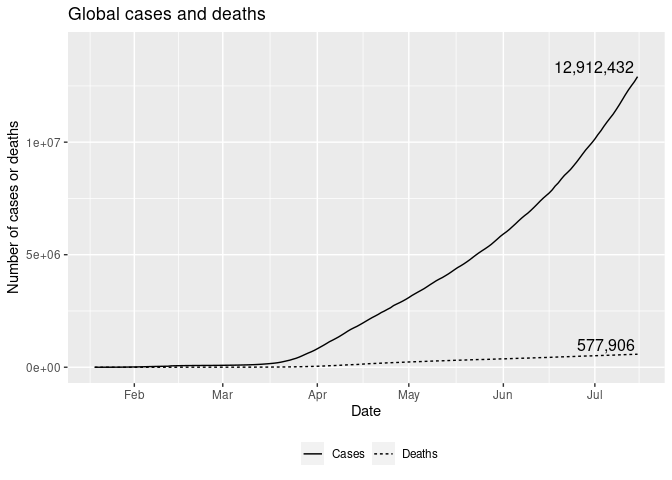 Global cases and deaths
12,912,432
1e+07
5e+06
577,906
0e+00
Number of cases or deaths
Feb Mar Apr May Jun Jul
Date
Cases Deaths